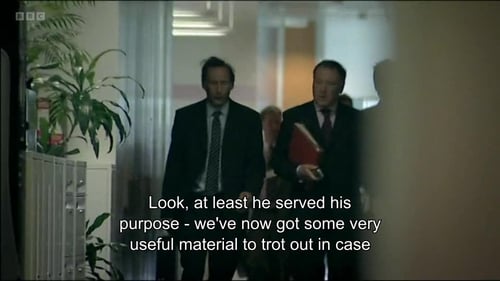 BBC
Look, at least he served his
purpose - we've now got some very
useful material to trot out in case